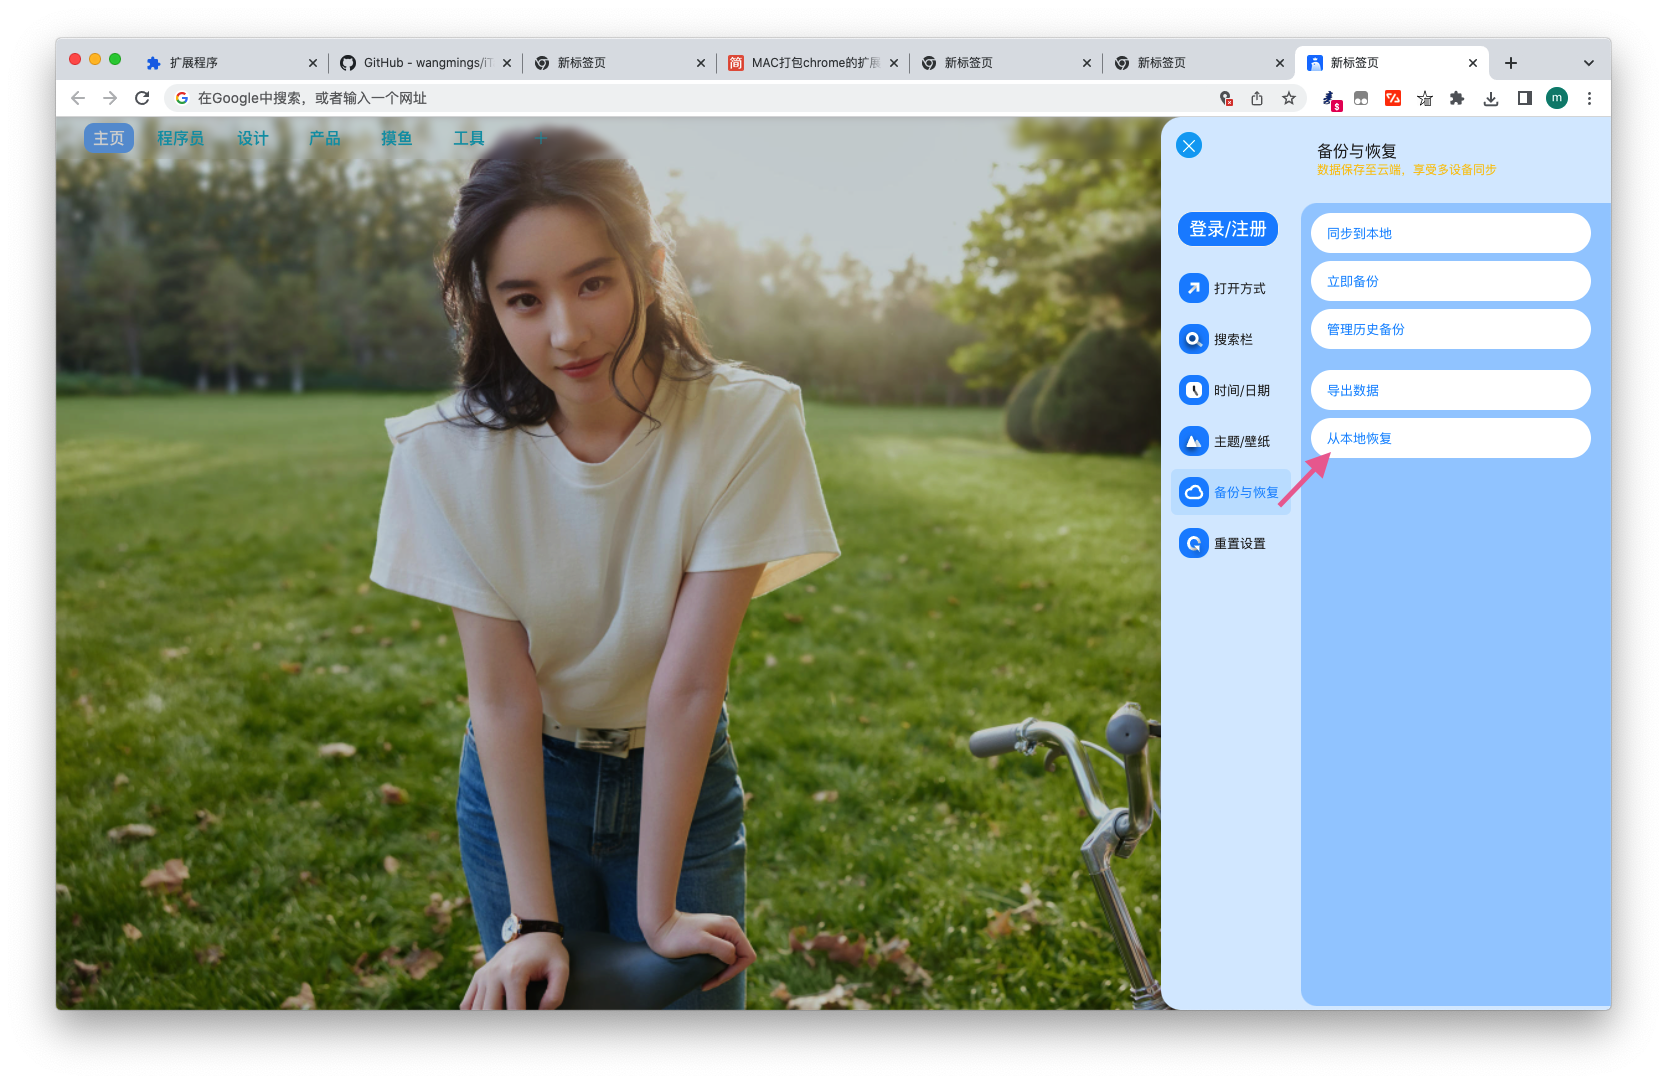 扩展程序
GitHub - wangmings/iT
新标签页
MAC打包chrome的扩展
新标签页
新标签页
新标签页
在Google中搜索，或者输入一个网址
$
m
主页
程序员
设计
产品
摸鱼
工具
+
备份与恢复
数据保存至云端，享受多设备同步
登录/注册
打开方式
搜索栏
时间/日期
主题/壁纸
备份与恢复
重置设置
同步到本地
立即备份
管理历史备份
导出数据
从本地恢复